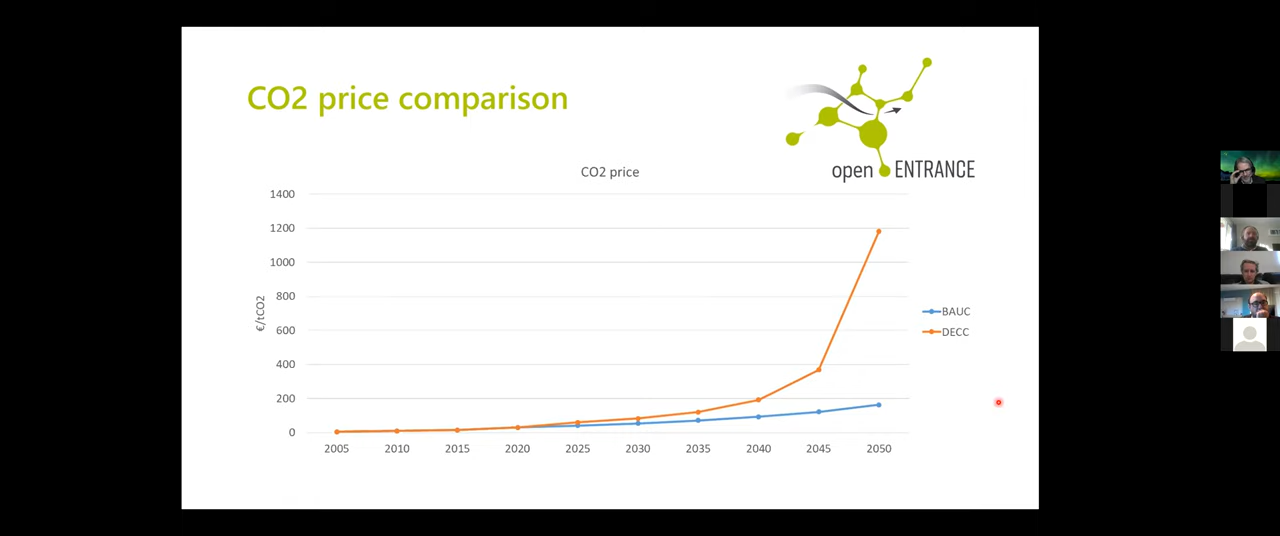 CO2 price comparison
open ENTRANCE
CO2 price
1400
1200
1000
800
600
400
200
0
€/tCO2
2005 2010 2015 2020 2025 2030 2035 2040 2045 2050
BAUC
DECC